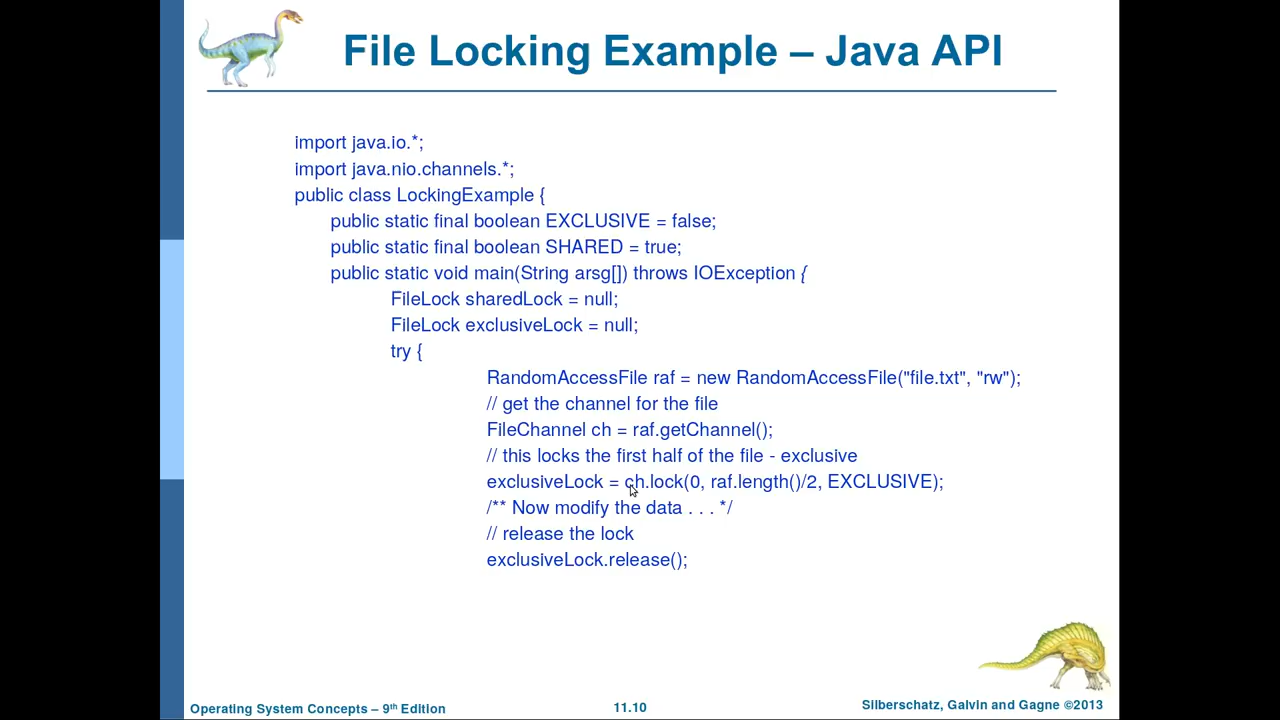 File Locking Example – Java API
import java.io.*;
import java.nio.channels.*;
public class LockingExample {
public static final boolean EXCLUSIVE = false;
public static final boolean SHARED = true;
public static void main(String arsg[]) throws IOException {
FileLock sharedLock = null;
FileLock exclusiveLock = null;
try {
RandomAccessFile raf = new RandomAccessFile("file.txt", "rw");
// get the channel for the file
FileChannel ch = raf.getChannel();
// this locks the first half of the file - exclusive
exclusiveLock = ch.lock(0, raf.length()/2, EXCLUSIVE);
/** Now modify the data . . . */
// release the lock
exclusiveLock.release();
Operating System Concepts – 9th Edition
11.10
Silberschatz, Galvin and Gagne ©2013